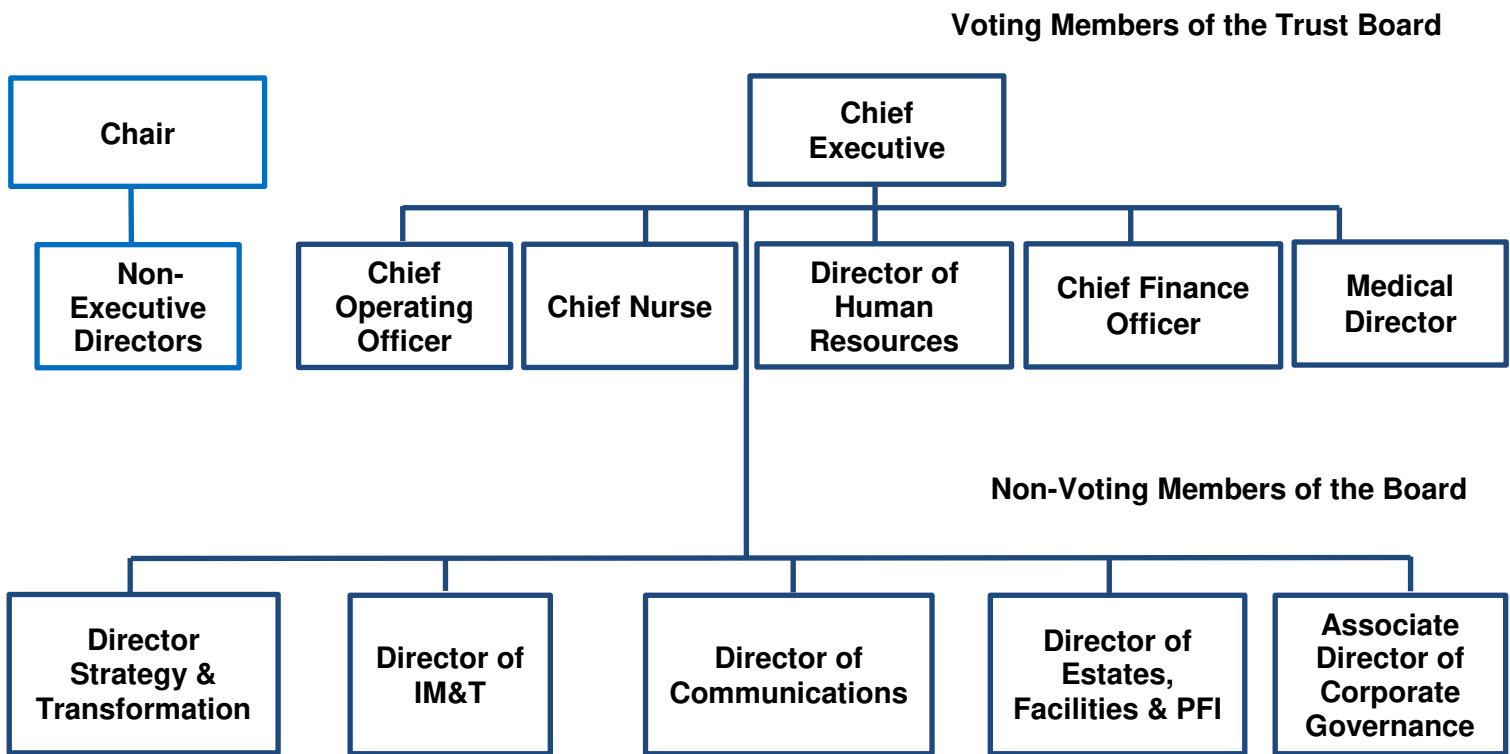 Voting Members of the Trust Board
Chair
Chief
Executive
Non-
Executive
Directors
Chief
Operating
Officer
Chief Nurse
Director of
Human
Resources
Chief Finance
Officer
Medical
Director
Non-Voting Members of the Board
Director
Strategy &
Transformation
Director of
IM&T
Director of
Communications
Director of
Estates,
Facilities & PFI
Associate
Director of
Corporate
Governance